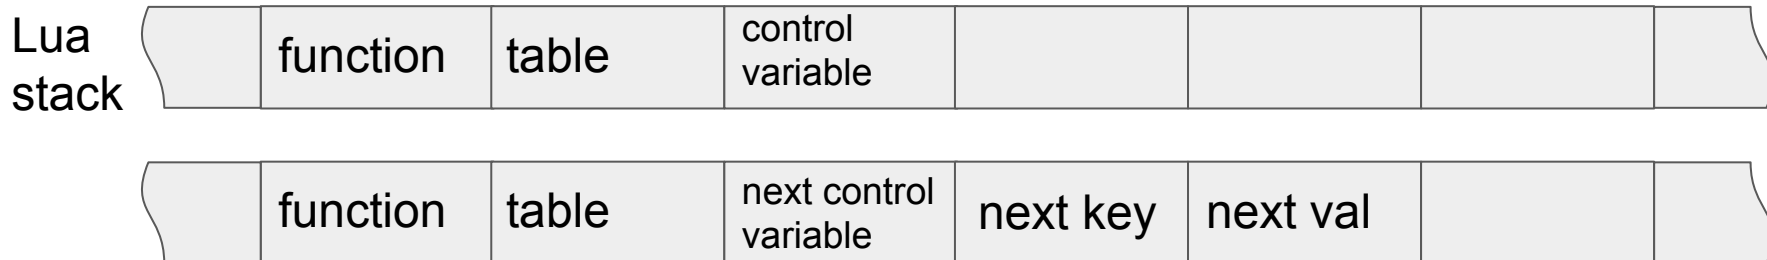 Lua
stack
function
table
control
variable
function
table
next control
variable
next key
next val